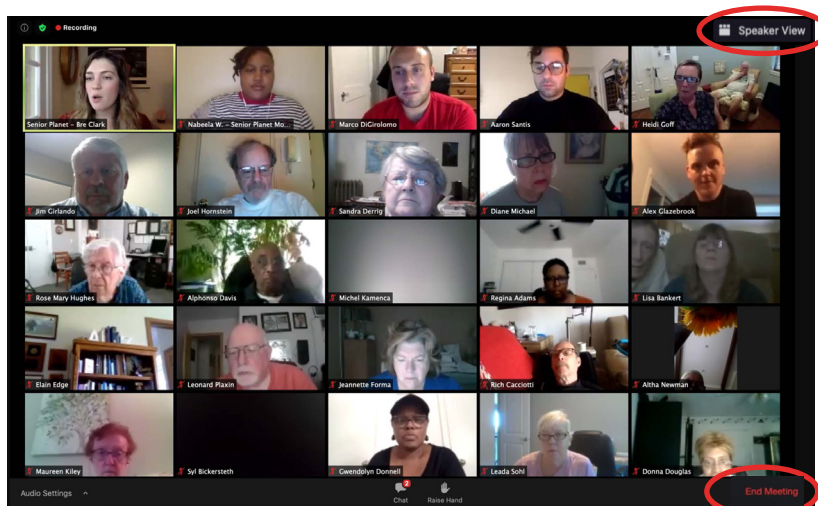 Recording
Speaker View
Senior Planet – Bre Clark
Nabeela W. – Senior Planet Mo...
Marco DiGirolomo
Aaron Santis
Heidi Goff
Jim Girlando
Joel Hornstein
Sandra Derrig
Diane Michael
Alex Glazebrook
Rose Mary Hughes
Alphonso Davis
Michel Kamenca
Regina Adams
Lisa Bankert
Elain Edge
Leonard Plaxin
Jeannette Forma
Rich Cacciotti
Altha Newman
Maureen Kiley
Syl Bickersteth
Gwendolyn Donnell
Leada Sohl
Donna Douglas
Audio Settings
2
Chat
Raise Hand
End Meeting